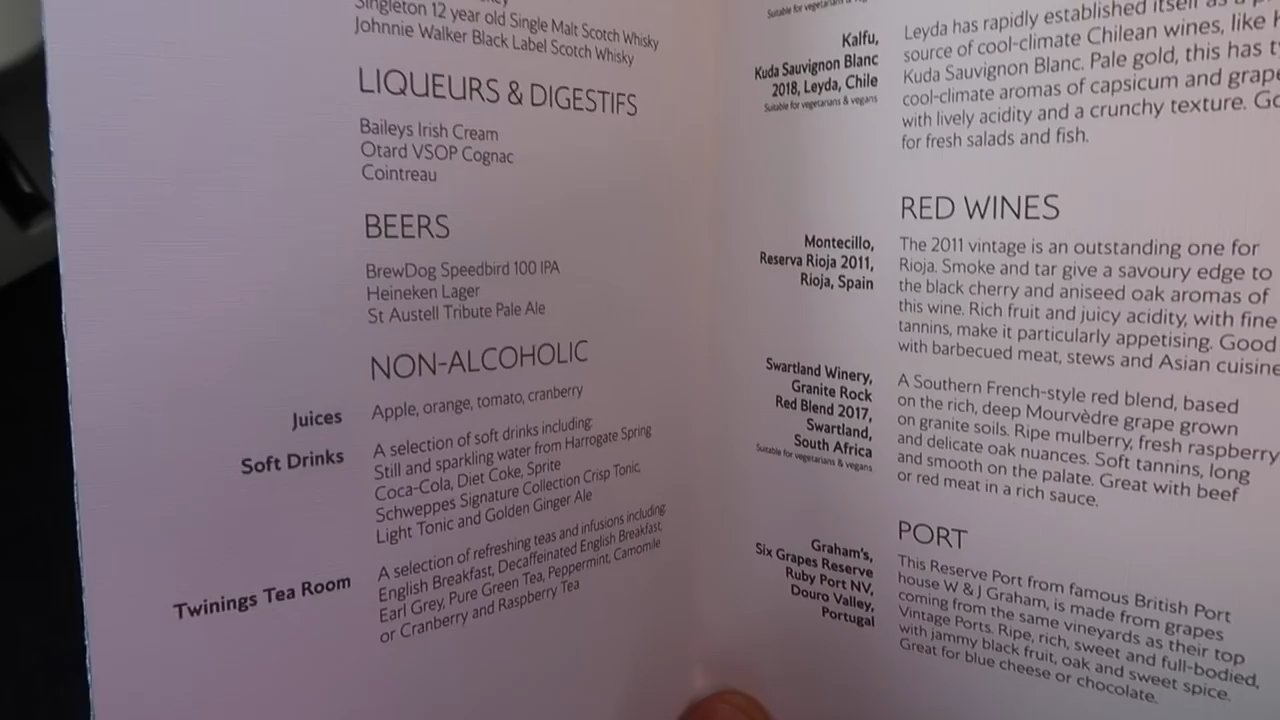 Singleton 12 year old Single Malt Scotch Whisky
Johnnie Walker Black Label Scotch Whisky
LIQUEURS & DIGESTIFS
Baileys Irish Cream
Otard VSOP Cognac
Cointreau
BEERS
BrewDog Speedbird 100 IPA
Heineken Lager
St Austell Tribute Pale Ale
NON-ALCOHOLIC
Juices
Apple, orange, tomato, cranberry
Soft Drinks
A selection of soft drinks including:
Still and sparkling water from Harrogate Spring
Coca-Cola, Diet Coke, Sprite
Schweppes Signature Collection Crisp Tonic,
Light Tonic and Golden Ginger Ale
Twinings Tea Room
A selection of refreshing teas and infusions including
English Breakfast, Decaffeinated English Breakfast,
Earl Grey, Pure Green Tea, Peppermint, Camomile
or Cranberry and Raspberry Tea
Suitable for vegetarians &
Kalfu,
Kuda Sauvignon Blanc
2018, Leyda, Chile
Suitable for vegetarians & vegans
Leyda has rapidly established itself as a
source of cool-climate Chilean wines, like
Kuda Sauvignon Blanc. Pale gold, this has
cool-climate aromas of capsicum and
with lively acidity and a crunchy texture.
for fresh salads and fish.
RED WINES
Montecillo,
Reserva Rioja 2011,
Rioja, Spain
The 2011 vintage is an outstanding one for
Rioja. Smoke and tar give a savoury edge to
the black cherry and aniseed oak aromas of
this wine. Rich fruit and juicy acidity, with fine
tannins, make it particularly appetising. Good
with barbecued meat, stews and Asian cuisine
Swartland Winery,
Granite Rock
Red Blend 2017,
Swartland,
South Africa
Suitable for vegetarians & vegans
A Southern French-style red blend, based
on the rich, deep Mourvèdre grape grown
on granite soils. Ripe mulberry, fresh raspberry
and delicate oak nuances. Soft tannins, long
and smooth on the palate. Great with beef
or red meat in a rich sauce.
PORT
Graham's,
Six Grapes Reserve
Ruby Port NV,
Douro Valley,
Portugal
This Reserve Port from famous British Port
house W & J Graham, is made from grapes
coming from the same vineyards as their top
Vintage Ports. Ripe, rich, sweet and full-bodied,
with jammy black fruit, oak and sweet spice.
Great for blue cheese or chocolate.